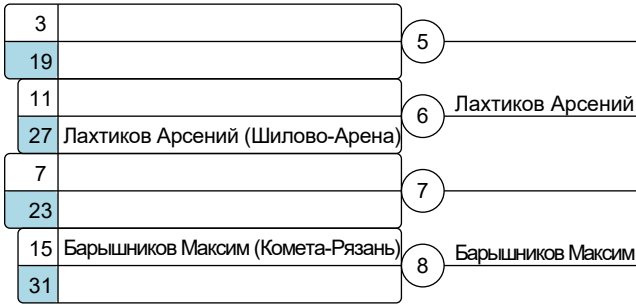 3
5
19
11
6 Лахтиков Арсений
27 Лахтиков Арсений (Шилово-Арена)
7
7
23
15 Барышников Максим (Комета-Рязань)
8 Барышников Максим
31